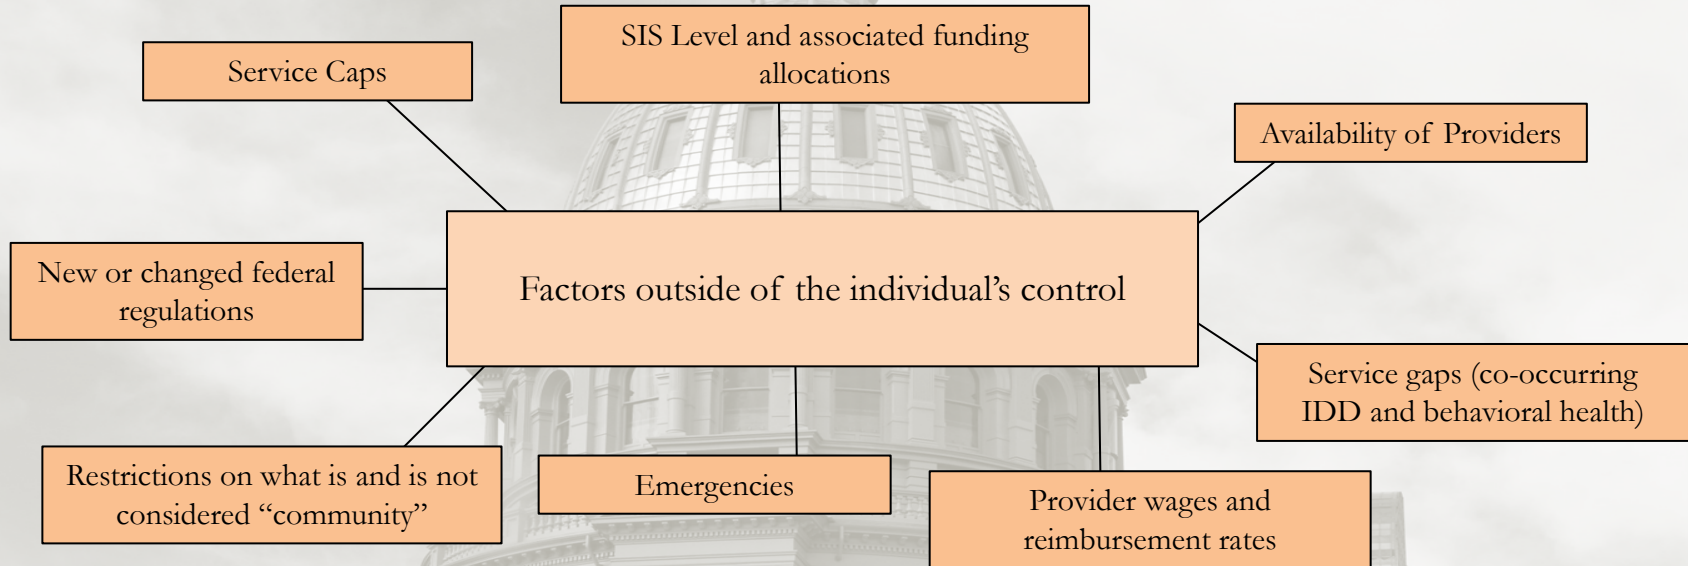 SIS Level and associated funding
allocations
Service Caps
Availability of Providers
New or changed federal
regulations
Factors outside of the individual’s control
Service gaps (co-occurring
IDD and behavioral health)
Restrictions on what is and is not
considered “community”
Emergencies
Provider wages and
reimbursement rates